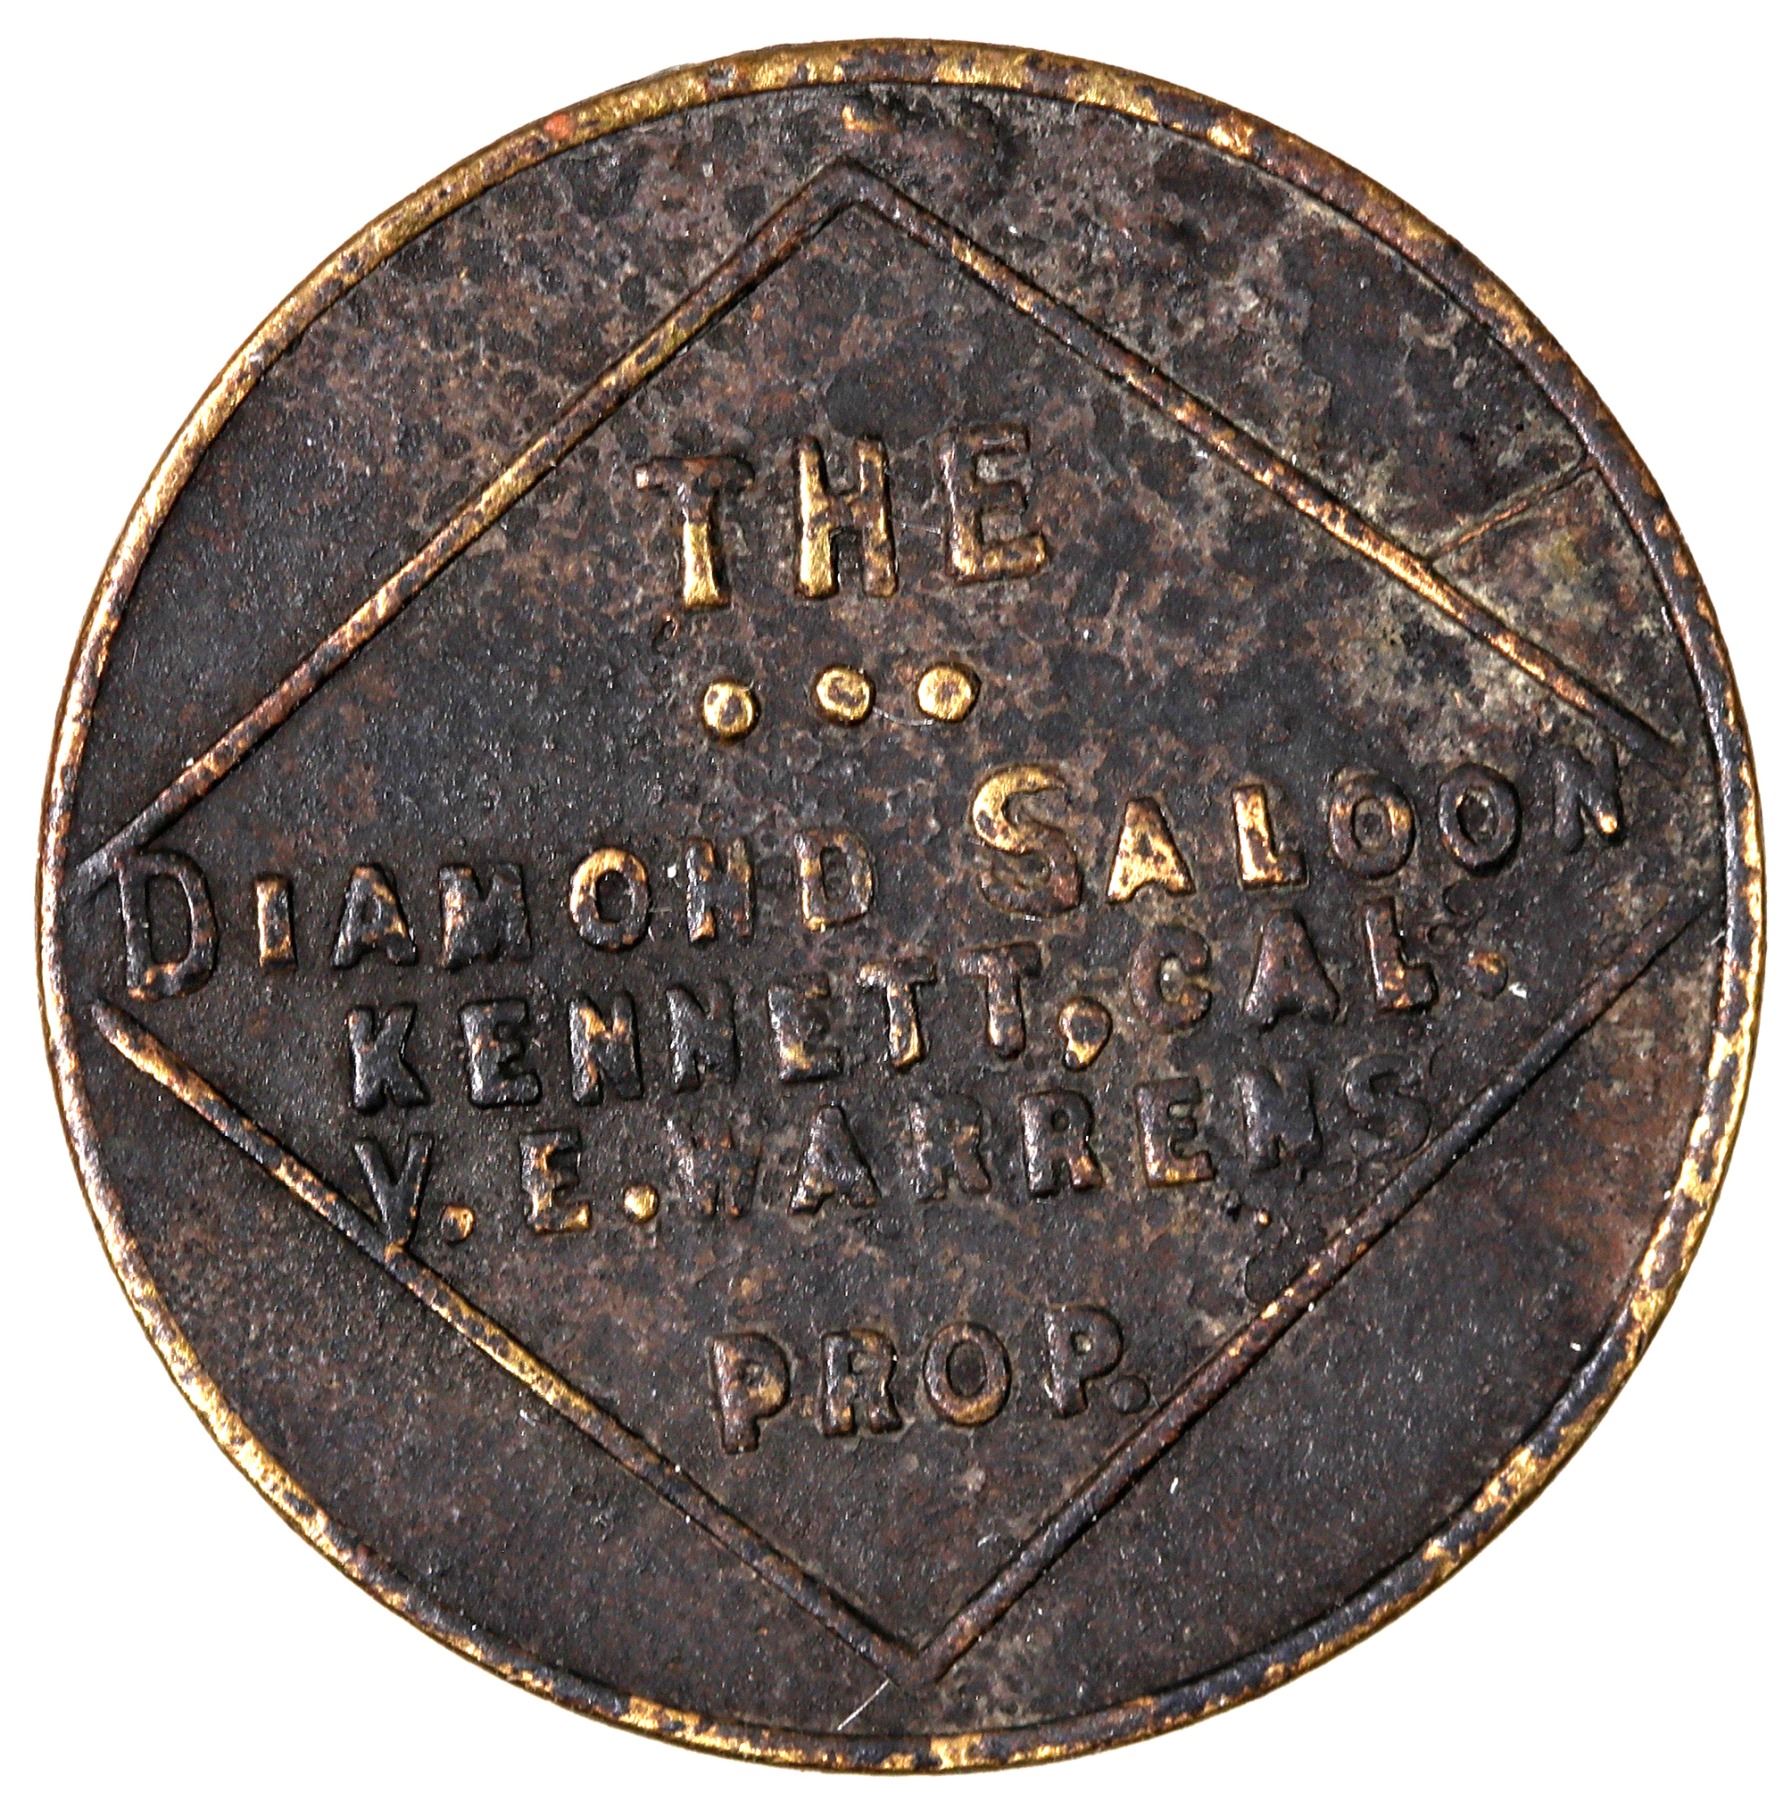 THE
...
DIAMOND SALOON
KENNETT, CAL.
V. E. WARRENS
PROP.